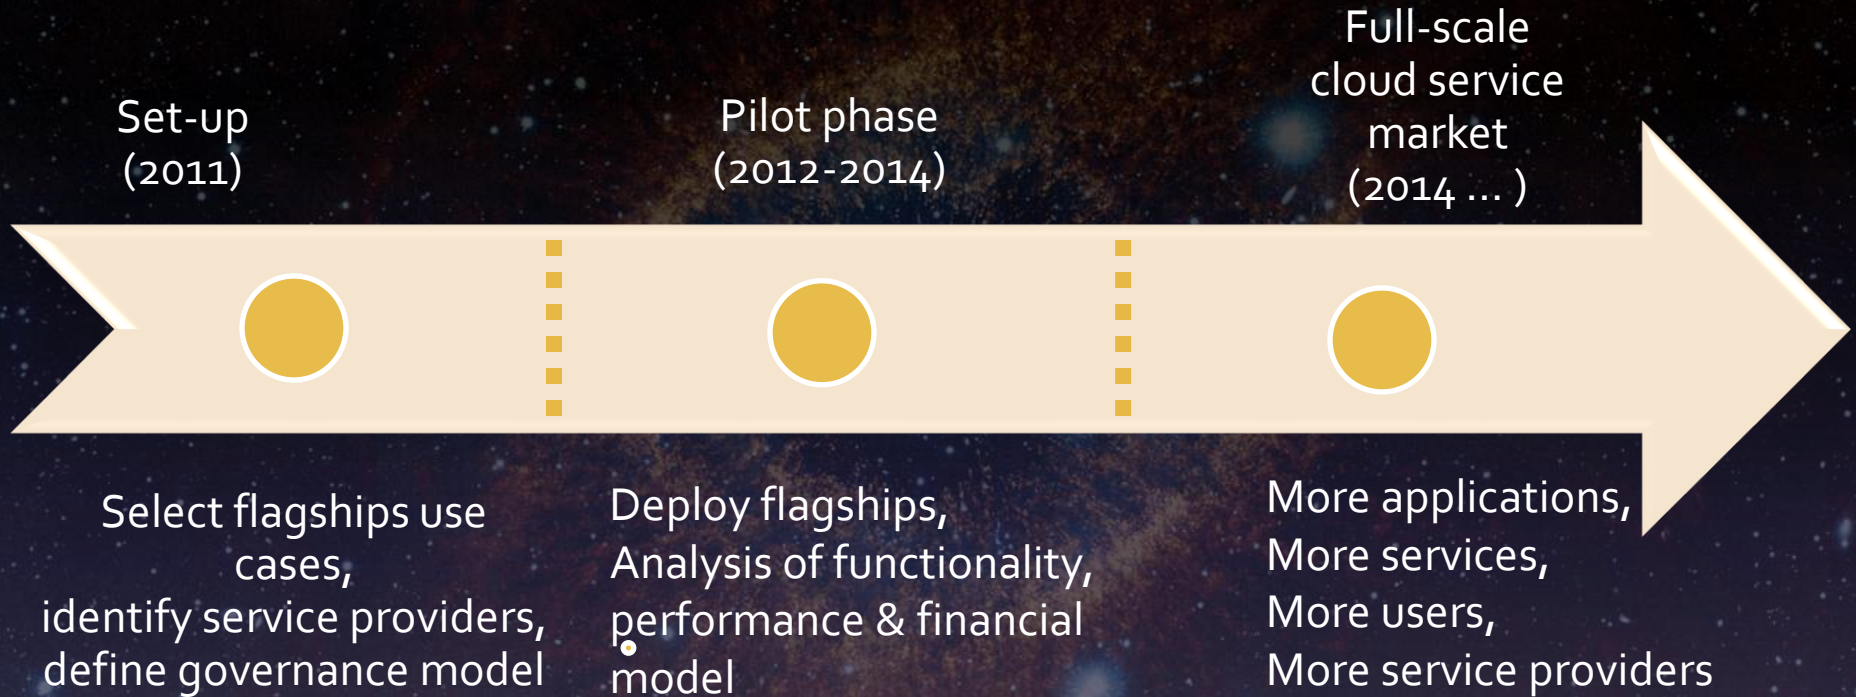 Set-up
(2011)
Pilot phase
(2012-2014)
Full-scale
cloud service
market
(2014 ... )
Select flagships use
cases,
identify service providers,
define governance model
Deploy flagships,
Analysis of functionality,
performance & financial
model
More applications,
More services,
More users,
More service providers